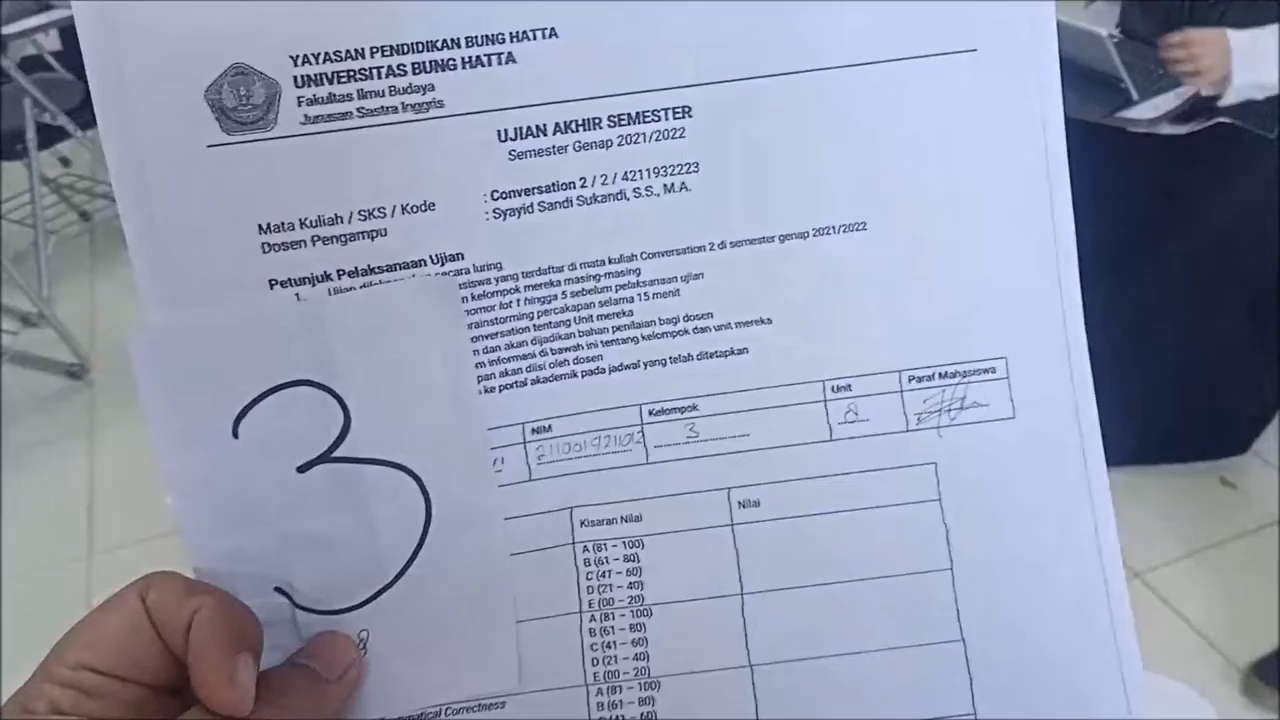 YAYASAN PENDIDIKAN BUNG HATTA
UNIVERSITAS BUNG HATTA
Fakultas Ilmu Budaya
Jurusan Sastra Inggris
UJIAN AKHIR SEMESTER
Semester Genap 2021/2022
Mata Kuliah / SKS / Kode : Conversation 2 / 2 / 4211932223
Dosen Pengampu : Syayid Sandi Sukandi, S.S., M.A.
Petunjuk Pelaksanaan Ujian
1. Ujian secara luring
siswa yang terdaftar di mata kuliah Conversation 2 di semester genap 2021/2022
n kelompok mereka masing-masing
nomor lot 1 hingga 5 sebelum pelaksanaan ujian
rainstorming percakapan selama 15 menit
onversation tentang Unit mereka
n dan akan dijadikan bahan penilaian bagi dosen
m informasi di bawah ini tentang kelompok dan unit mereka
pan akan diisi oleh dosen
ke portal akademik pada jadwal yang telah ditetapkan
NIM Kelompok Unit Paraf Mahasiswa
3 8
Kisaran Nilai Nilai
A (81 - 100)
B (61 - 80)
C (41 - 60)
D (21 - 40)
E (00 - 20)
A (81 - 100)
B (61 - 80)
C (41 - 60)
D (21 - 40)
E (00 - 20)
A (81 - 100)
B (61 - 80)
C (41 - 60)
Correctness
3
8